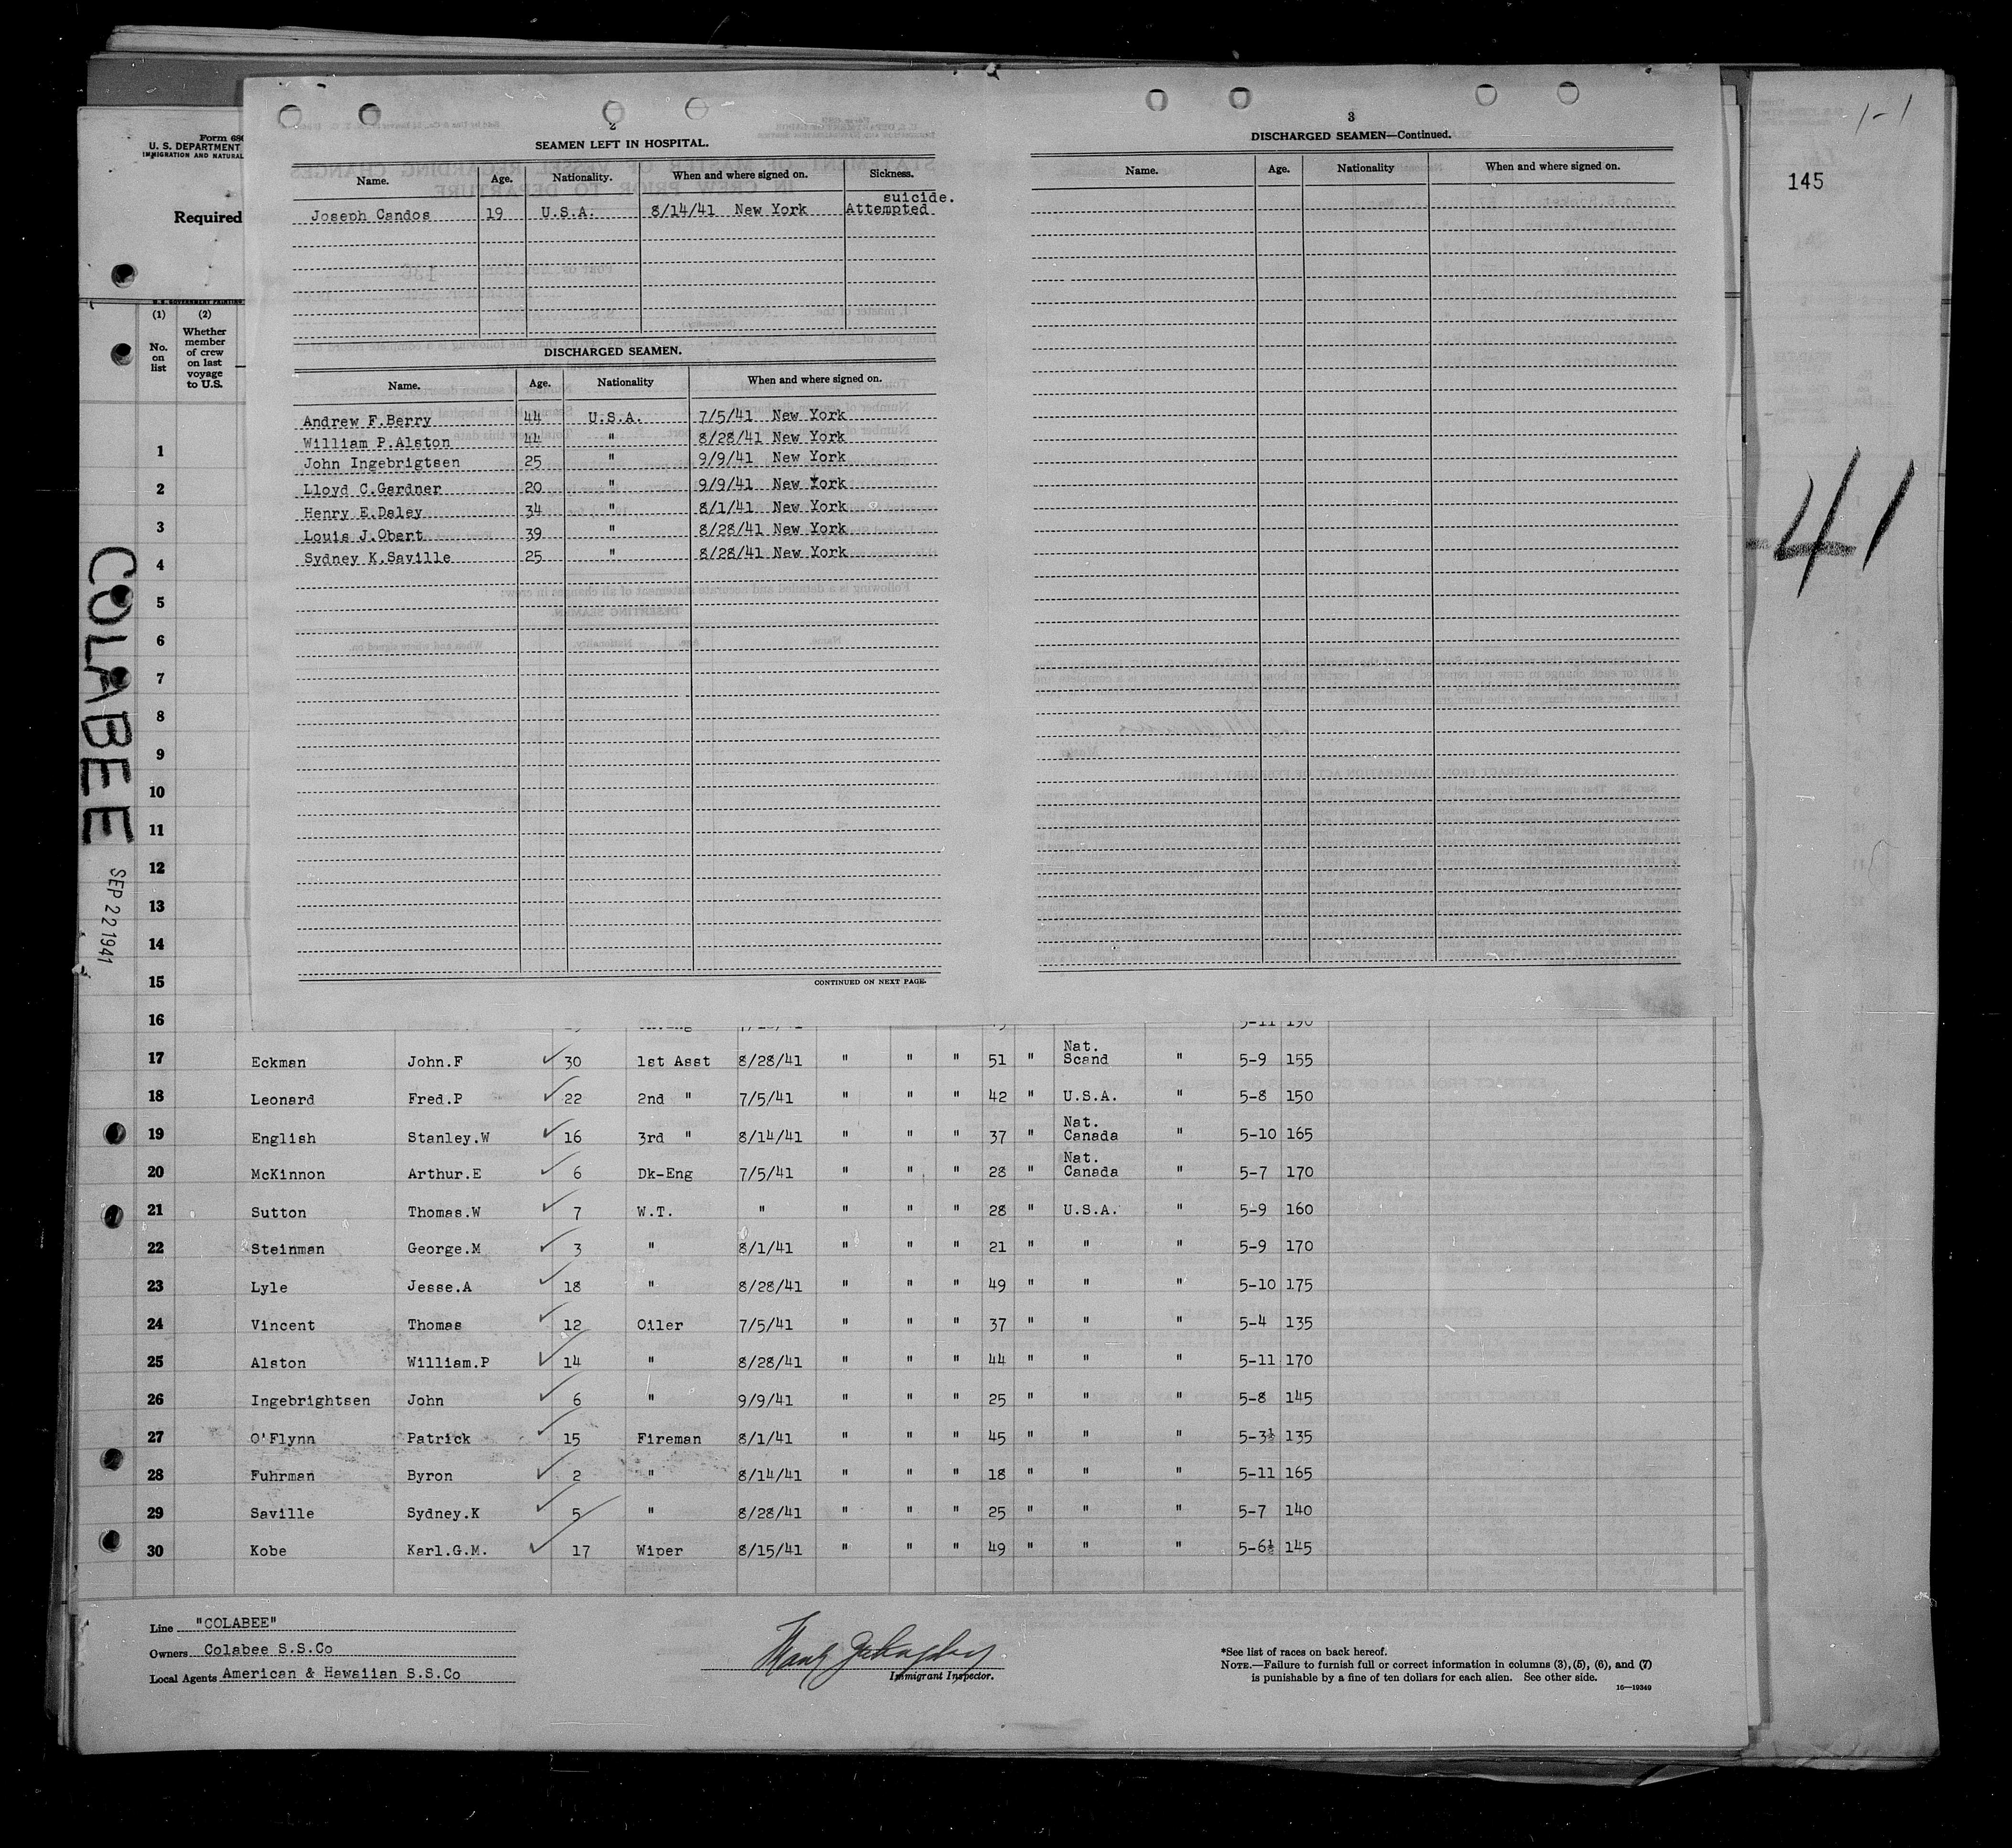 1-1
145
41
COLABEE
SEP 22 1941
Form 680
U. S. DEPARTMENT
IMMIGRATION AND NATURAL
Required
(1) (2)
No. on list
Whether member of crew on last voyage to U.S.
1
2
3
4
5
6
7
8
9
10
11
12
13
14
15
16
2
SEAMEN LEFT IN HOSPITAL.
Name. Age. Nationality. When and where signed on. Sickness.
Joseph Candos 19 U.S.A. 8/14/41 New York Attempted suicide.
DISCHARGED SEAMEN.
Name. Age. Nationality When and where signed on.
Andrew F.Berry 44 U.S.A. 7/5/41 New York
William P.Alston 44 " 8/28/41 New York
John Ingebrigtsen 25 " 9/9/41 New York
Lloyd C.Gardner 20 " 9/9/41 New York
Henry E.Daley 34 " 8/1/41 New York
Louis J.Obert 39 " 8/28/41 New York
Sydney K.Saville 25 " 8/28/41 New York
CONTINUED ON NEXT PAGE.
3
DISCHARGED SEAMEN—Continued.
Name. Age. Nationality When and where signed on.
17 Eckman John.F 30 1st Asst 8/28/41 " " " 51 " Nat. Scand " 5-9 155
18 Leonard Fred.P 22 2nd " 7/5/41 " " " 42 " U.S.A. " 5-8 150
19 English Stanley.W 16 3rd " 8/14/41 " " " 37 " Nat. Canada " 5-10 165
20 McKinnon Arthur.E 6 Dk-Eng 7/5/41 " " " 28 " Nat. Canada " 5-7 170
21 Sutton Thomas.W 7 W.T. " " " " 28 " U.S.A. " 5-9 160
22 Steinman George.M 3 " 8/1/41 " " " 21 " " " 5-9 170
23 Lyle Jesse.A 18 " 8/28/41 " " " 49 " " " 5-10 175
24 Vincent Thomas 12 Oiler 7/5/41 " " " 37 " " " 5-4 135
25 Alston William.P 14 " 8/28/41 " " " 44 " " " 5-11 170
26 Ingebrightsen John 6 " 9/9/41 " " " 25 " " " 5-8 145
27 O'Flynn Patrick 15 Fireman 8/1/41 " " " 45 " " " 5-3½ 135
28 Fuhrman Byron 2 " 8/14/41 " " " 18 " " " 5-11 165
29 Saville Sydney.K 5 " 8/28/41 " " " 25 " " " 5-7 140
30 Kobe Karl.G.M. 17 Wiper 8/15/41 " " " 49 " " " 5-6½ 145
Line "COLABEE"
Owners Colabee S.S.Co
Local Agents American & Hawaiian S.S.Co
Immigrant Inspector.
*See list of races on back hereof.
NOTE.—Failure to furnish full or correct information in columns (3), (5), (6), and (7)
is punishable by a fine of ten dollars for each alien. See other side.
16—19349